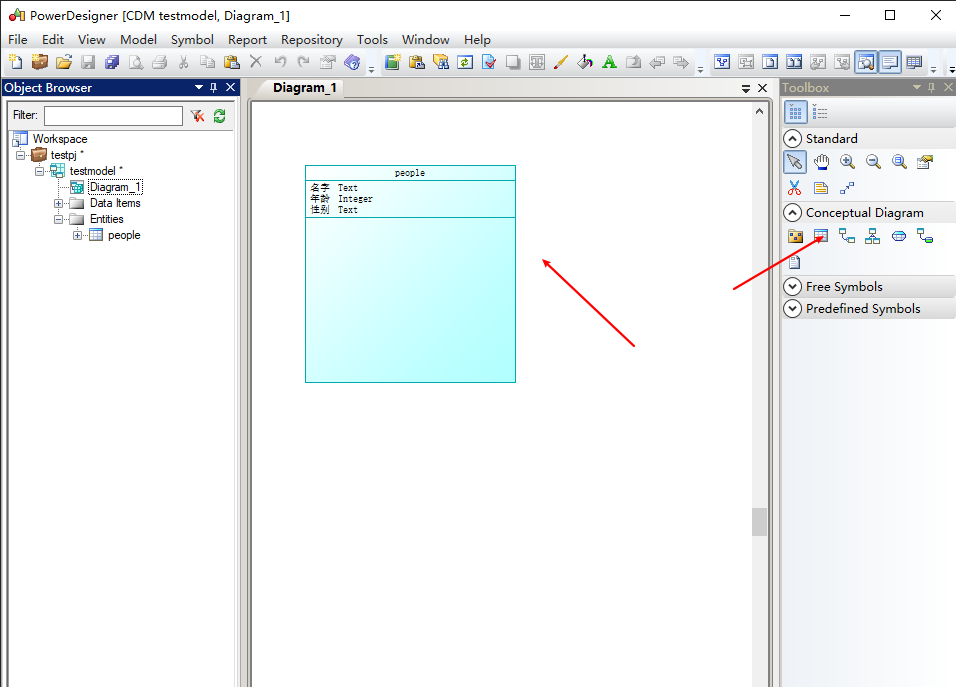 PowerDesigner [CDM testmodel, Diagram_1]
File Edit View Model Symbol Report Repository Tools Window Help
Object Browser
Filter:
Workspace
testpj *
testmodel *
Diagram_1
Data Items
Entities
people
Diagram_1
people
名字 Text
年龄 Integer
性别 Text
Toolbox
Standard
Conceptual Diagram
Free Symbols
Predefined Symbols